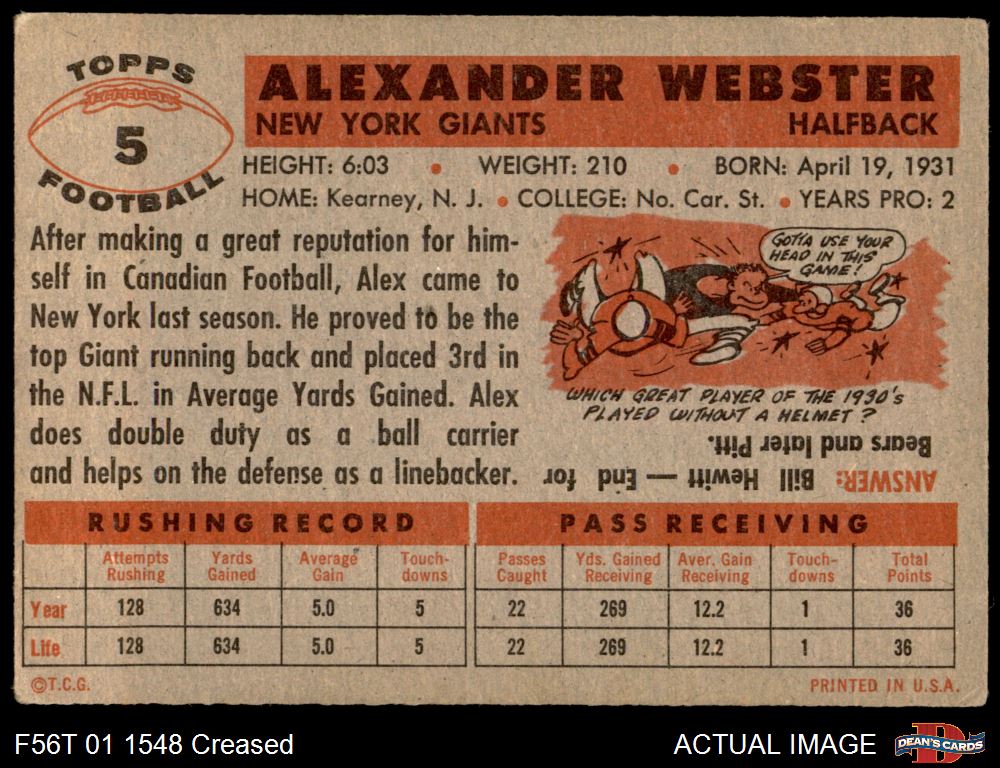 TOPPS
5
FOOTBALL
ALEXANDER WEBSTER
NEW YORK GIANTS HALFBACK
HEIGHT: 6:03 • WEIGHT: 210 • BORN: April 19, 1931
HOME: Kearney, N. J. • COLLEGE: No. Car. St. • YEARS PRO: 2
After making a great reputation for him-
self in Canadian Football, Alex came to
New York last season. He proved to be the
top Giant running back and placed 3rd in
the N.F.L. in Average Yards Gained. Alex
does double duty as a ball carrier
and helps on the defense as a linebacker.
GOTTA USE YOUR
HEAD IN THIS
GAME!
WHICH GREAT PLAYER OF THE 1930's
PLAYED WITHOUT A HELMET?
ANSWER: Bill Hewitt — End for
Bears and later Pitt.
RUSHING RECORD PASS RECEIVING
Attempts Yards Average Touch- Passes Yds. Gained Aver. Gain Touch- Total
Rushing Gained Gain downs Caught Receiving Receiving downs Points
Year 128 634 5.0 5 22 269 12.2 1 36
Life 128 634 5.0 5 22 269 12.2 1 36
©T.C.G. PRINTED IN U.S.A.
F56T 01 1548 Creased ACTUAL IMAGE D DEAN'S CARDS